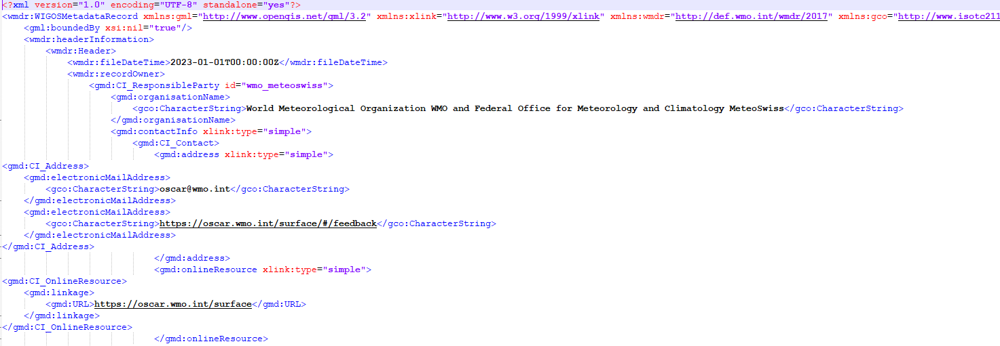 <?xml version="1.0" encoding="UTF-8" standalone="yes"?>
<wmdr:WIGOSMetadataRecord xmlns:gml="http://www.opengis.net/gml/3.2" xmlns:xlink="http://www.w3.org/1999/xlink" xmlns:wmdr="http://def.wmo.int/wmdr/2017" xmlns:gco="http://www.isotc211
<gml:boundedBy xsi:nil="true"/>
<wmdr:headerInformation>
<wmdr:Header>
<wmdr:fileDateTime>2023-01-01T00:00:00Z</wmdr:fileDateTime>
<wmdr:recordOwner>
<gmd:CI_ResponsibleParty id="wmo_meteoswiss">
<gmd:organisationName>
<gco:CharacterString>World Meteorological Organization WMO and Federal Office for Meteorology and Climatology MeteoSwiss</gco:CharacterString>
</gmd:organisationName>
<gmd:contactInfo xlink:type="simple">
<gmd:CI_Contact>
<gmd:address xlink:type="simple">
<gmd:CI_Address>
<gmd:electronicMailAddress>
<gco:CharacterString>oscar@wmo.int</gco:CharacterString>
</gmd:electronicMailAddress>
<gmd:electronicMailAddress>
<gco:CharacterString>https://oscar.wmo.int/surface/#/feedback</gco:CharacterString>
</gmd:electronicMailAddress>
</gmd:CI_Address>
</gmd:address>
<gmd:onlineResource xlink:type="simple">
<gmd:CI_OnlineResource>
<gmd:linkage>
<gmd:URL>https://oscar.wmo.int/surface</gmd:URL>
</gmd:linkage>
</gmd:CI_OnlineResource>
</gmd:onlineResource>